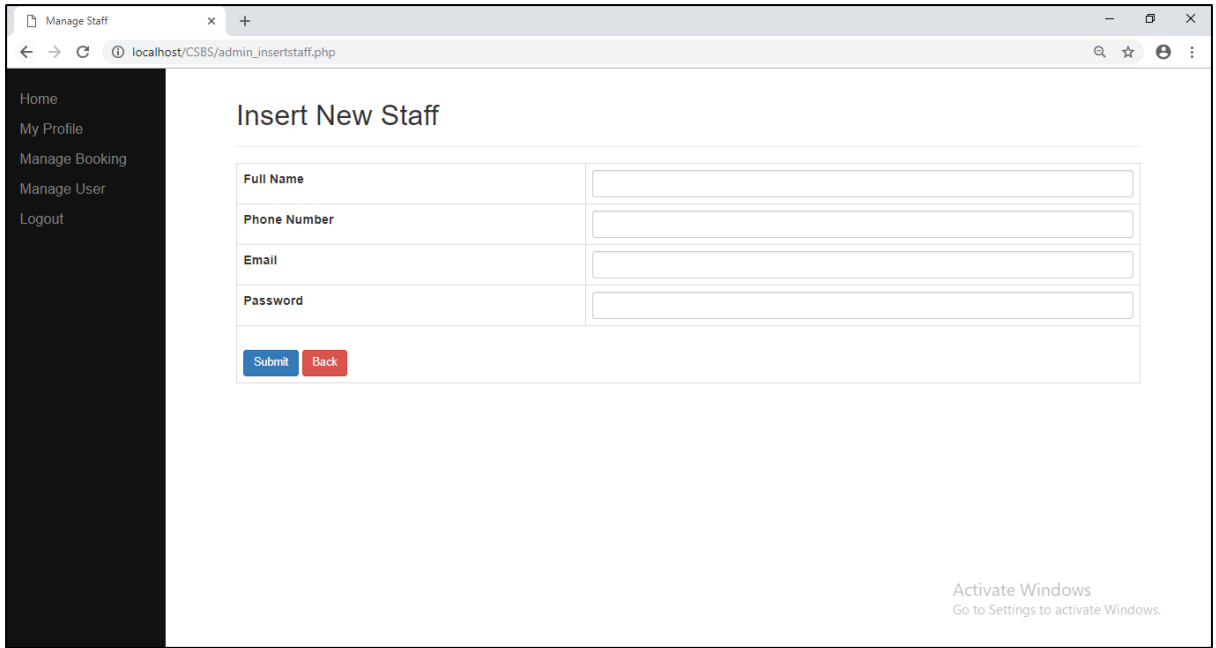 Manage Staff
localhost/CSBS/admin_insertstaff.php
Home
My Profile
Manage Booking
Manage User
Logout
Insert New Staff
Full Name
Phone Number
Email
Password
Submit Back
Activate Windows
Go to Settings to activate Windows.